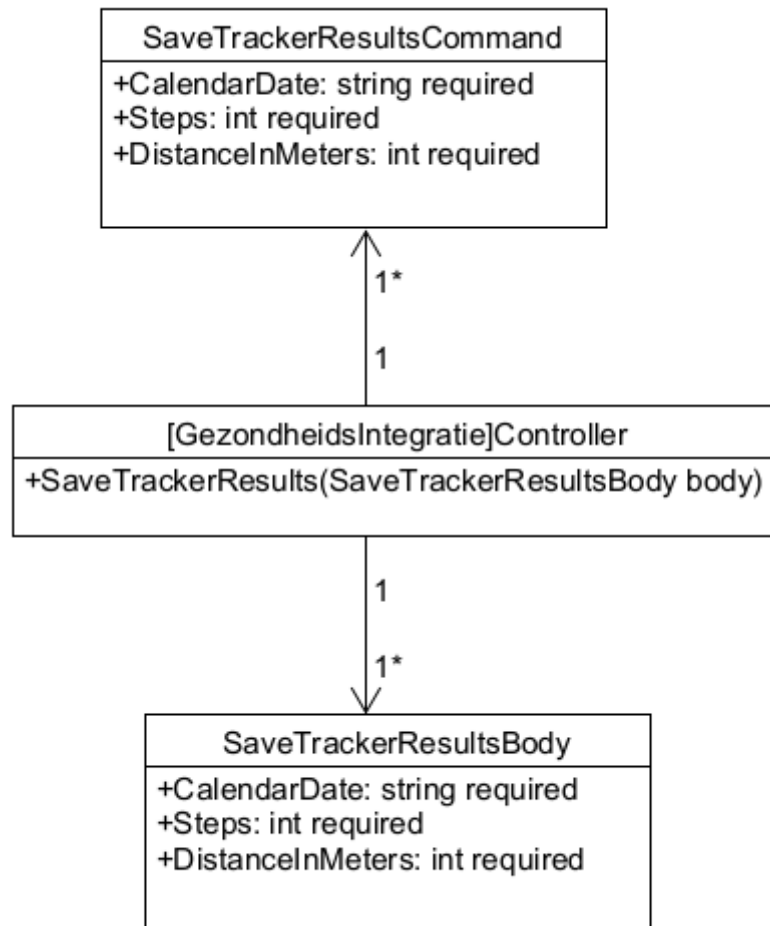 SaveTrackerResultsCommand
+CalendarDate: string required
+Steps: int required
+DistanceInMeters: int required
1*
1
[GezondheidsIntegratie]Controller
+SaveTrackerResults(SaveTrackerResultsBody body)
1
1*
SaveTrackerResultsBody
+CalendarDate: string required
+Steps: int required
+DistanceInMeters: int required